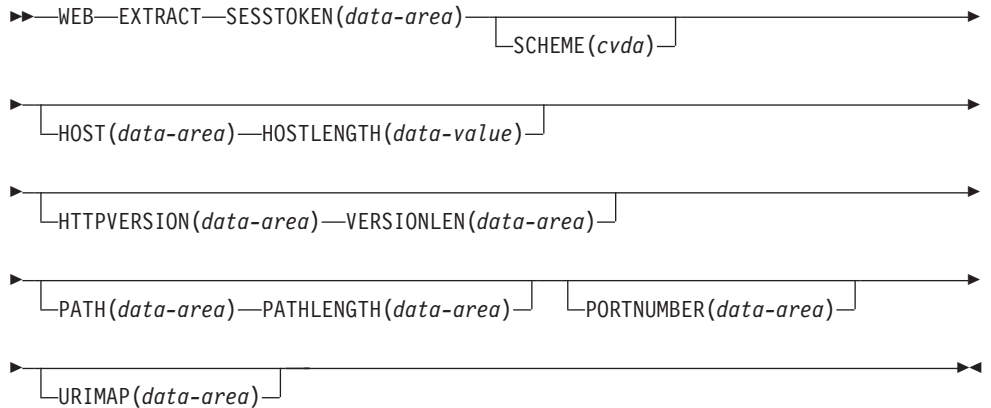 WEB EXTRACT SESSTOKEN(data-area)
SCHEME(cvda)
HOST(data-area) HOSTLENGTH(data-value)
HTTPVERSION(data-area) VERSIONLEN(data-area)
PATH(data-area) PATHLENGTH(data-area) PORTNUMBER(data-area)
URIMAP(data-area)